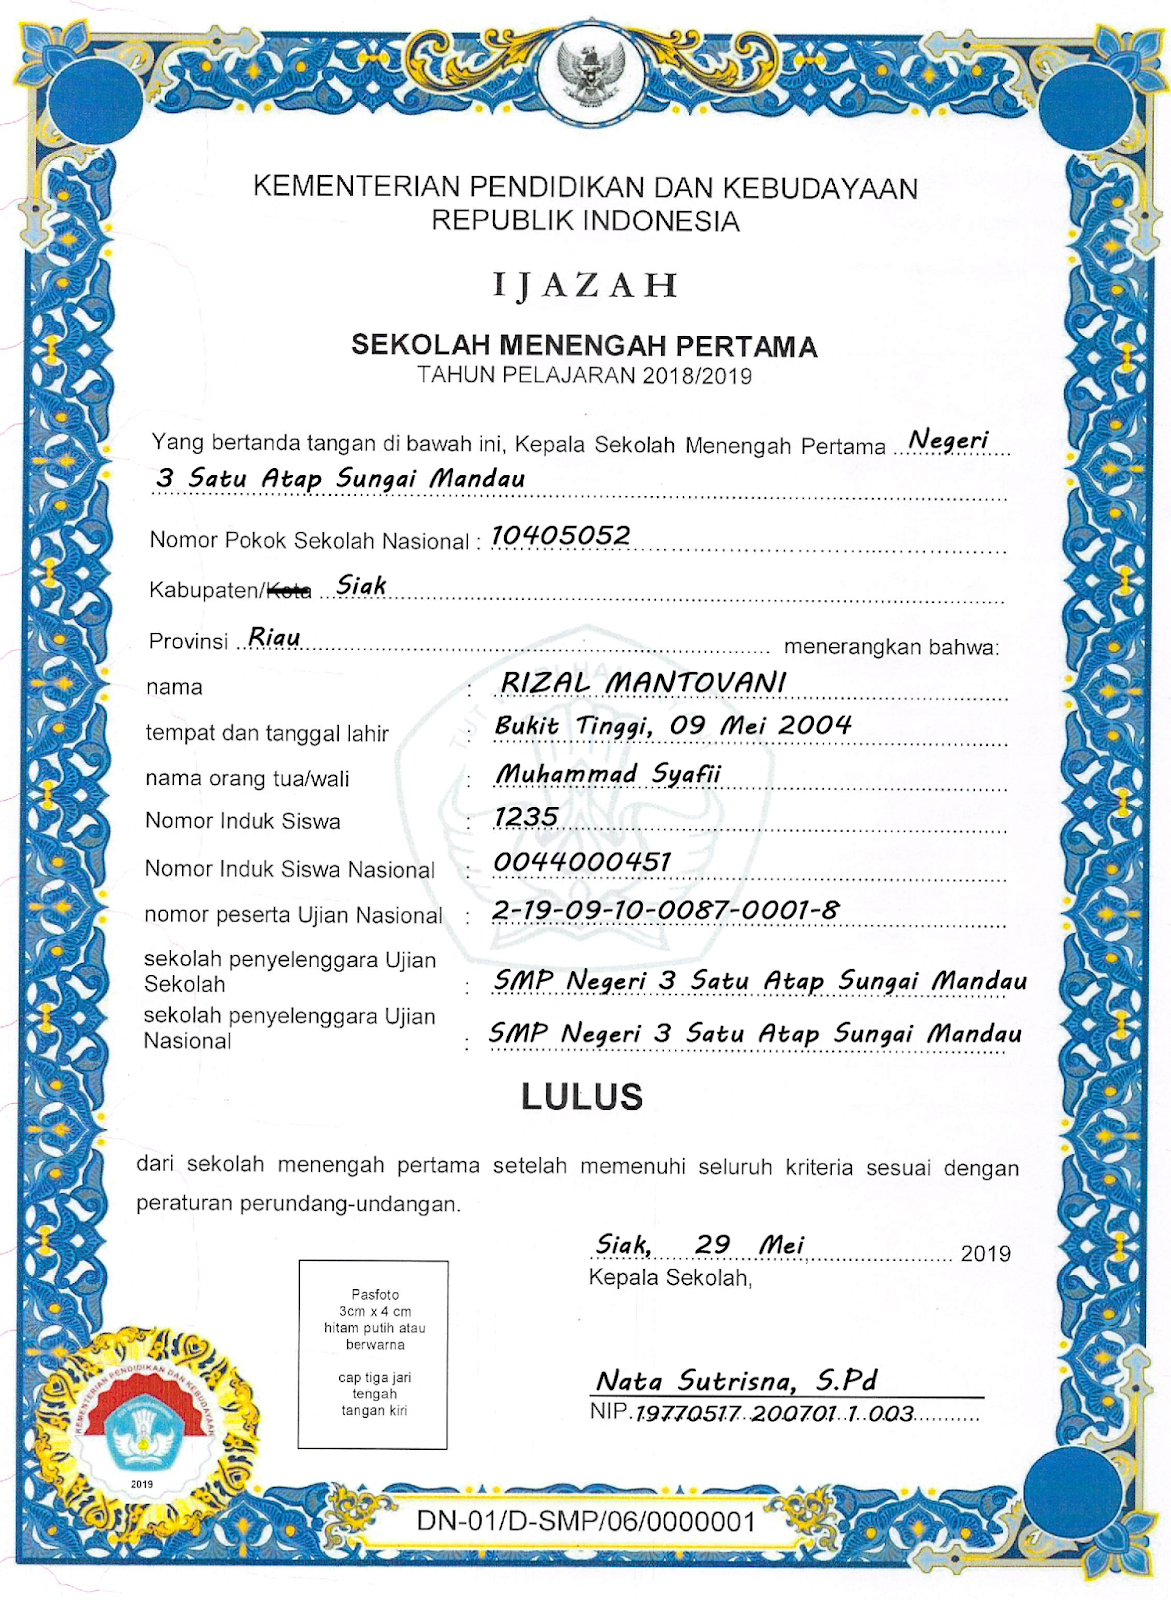 KEMENTERIAN PENDIDIKAN DAN KEBUDAYAAN
REPUBLIK INDONESIA
IJAZAH
SEKOLAH MENENGAH PERTAMA
TAHUN PELAJARAN 2018/2019
Yang bertanda tangan di bawah ini, Kepala Sekolah Menengah Pertama Negeri
3 Satu Atap Sungai Mandau
Nomor Pokok Sekolah Nasional : 10405052
Kabupaten/Kota Siak
Provinsi Riau menerangkan bahwa:
nama : RIZAL MANTOVANI
tempat dan tanggal lahir : Bukit Tinggi, 09 Mei 2004
nama orang tua/wali : Muhammad Syafii
Nomor Induk Siswa : 1235
Nomor Induk Siswa Nasional : 0044000451
nomor peserta Ujian Nasional : 2-19-09-10-0087-0001-8
sekolah penyelenggara Ujian
Sekolah : SMP Negeri 3 Satu Atap Sungai Mandau
sekolah penyelenggara Ujian
Nasional : SMP Negeri 3 Satu Atap Sungai Mandau
LULUS
dari sekolah menengah pertama setelah memenuhi seluruh kriteria sesuai dengan
peraturan perundang-undangan.
Siak, 29 Mei 2019
Kepala Sekolah,
Pasfoto
3cm x 4 cm
hitam putih atau
berwarna
cap tiga jari
tengah
tangan kiri
Nata Sutrisna, S.Pd
NIP. 19770517 200701 1 003
KEMENTERIAN PENDIDIKAN DAN KEBUDAYAAN
2019
DN-01/D-SMP/06/0000001